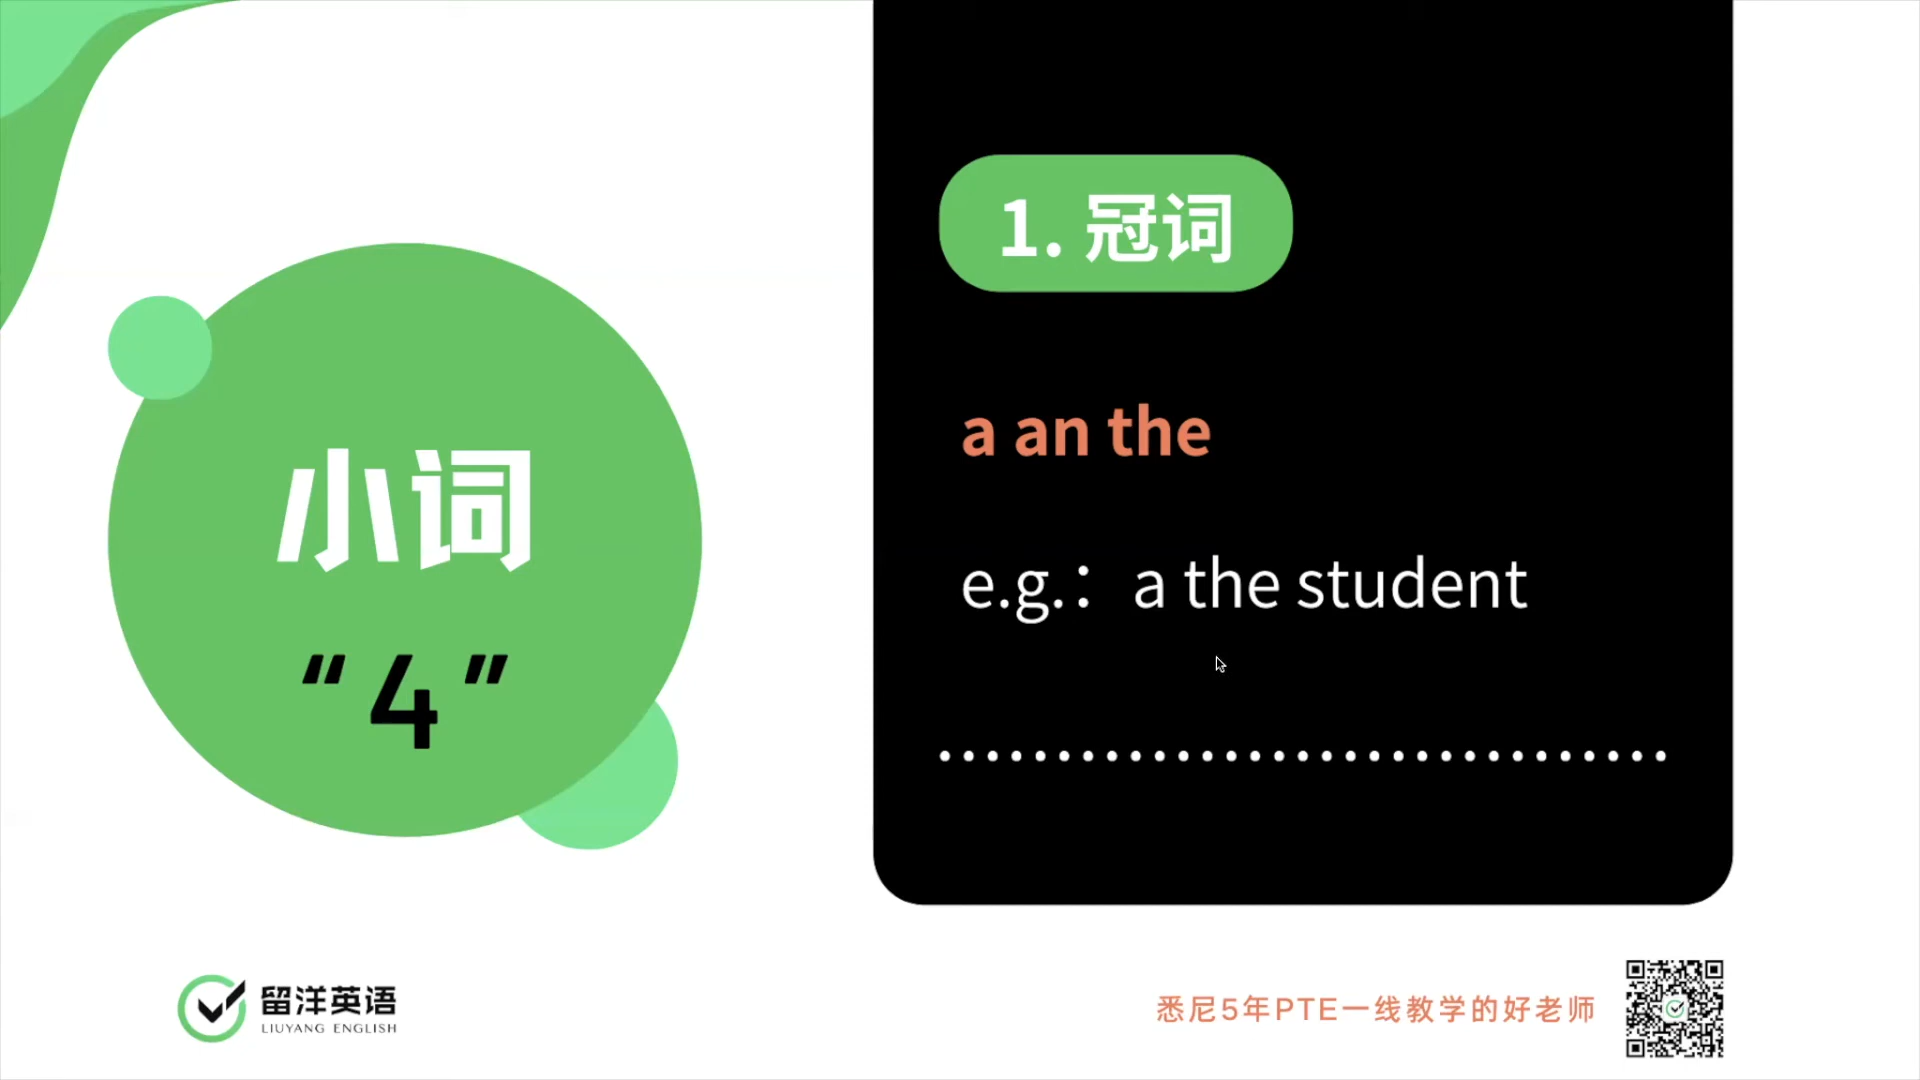 小词
“4”
1. 冠词
a an the
e.g.：a the student
留洋英语
LIUYANG ENGLISH
悉尼5年PTE一线教学的好老师